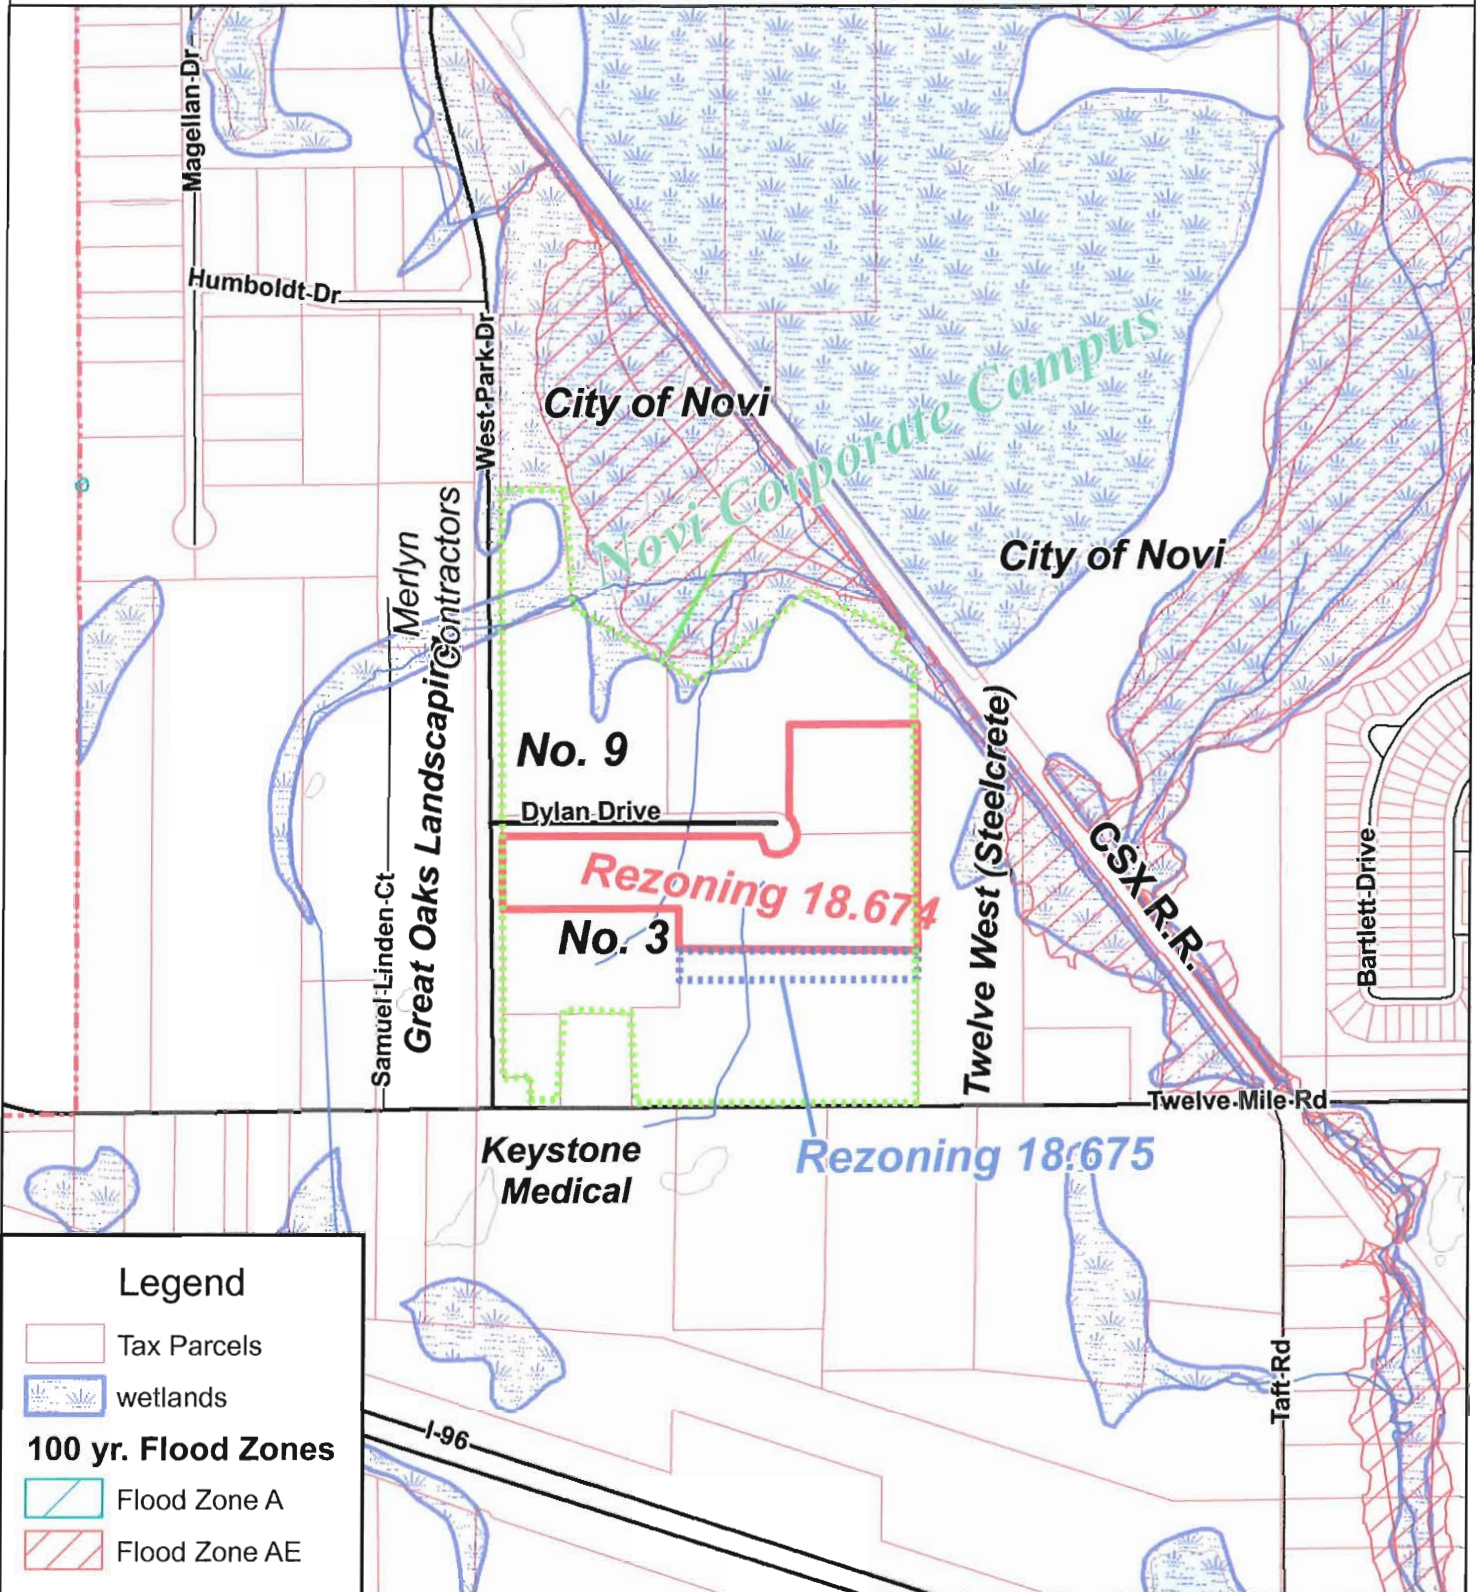 Magellan-Dr
Humboldt-Dr
West-Park-Dr
City of Novi
Novi Corporate Campus
City of Novi
Merlyn
Contractors
Great Oaks Landscaping
Samuel-Linden-Ct
No. 9
Dylan-Drive
Rezoning 18.674
No. 3
Twelve West (Steelcrete)
CSX R.R.
Bartlett-Drive
Twelve-Mile-Rd
Keystone
Medical
Rezoning 18.675
Taft-Rd
I-96
Legend
Tax Parcels
wetlands
100 yr. Flood Zones
Flood Zone A
Flood Zone AE